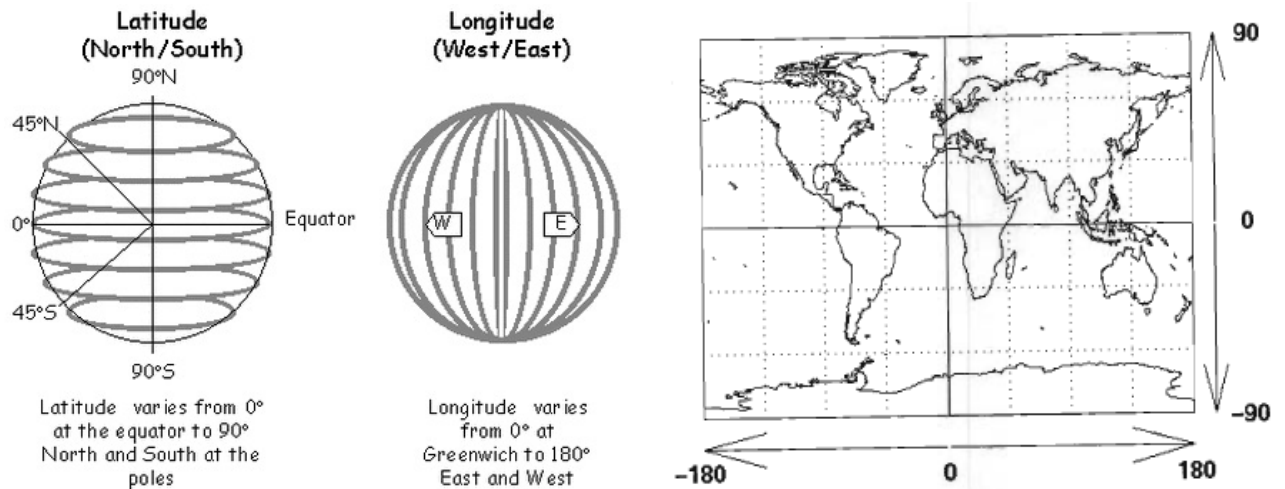 Latitude
(North/South)
90°N
45°N
0°
Equator
45°S
90°S
Latitude varies from 0°
at the equator to 90°
North and South at the
poles
Longitude
(West/East)
W
E
Longitude varies
from 0° at
Greenwich to 180°
East and West
90
0
-90
-180
0
180